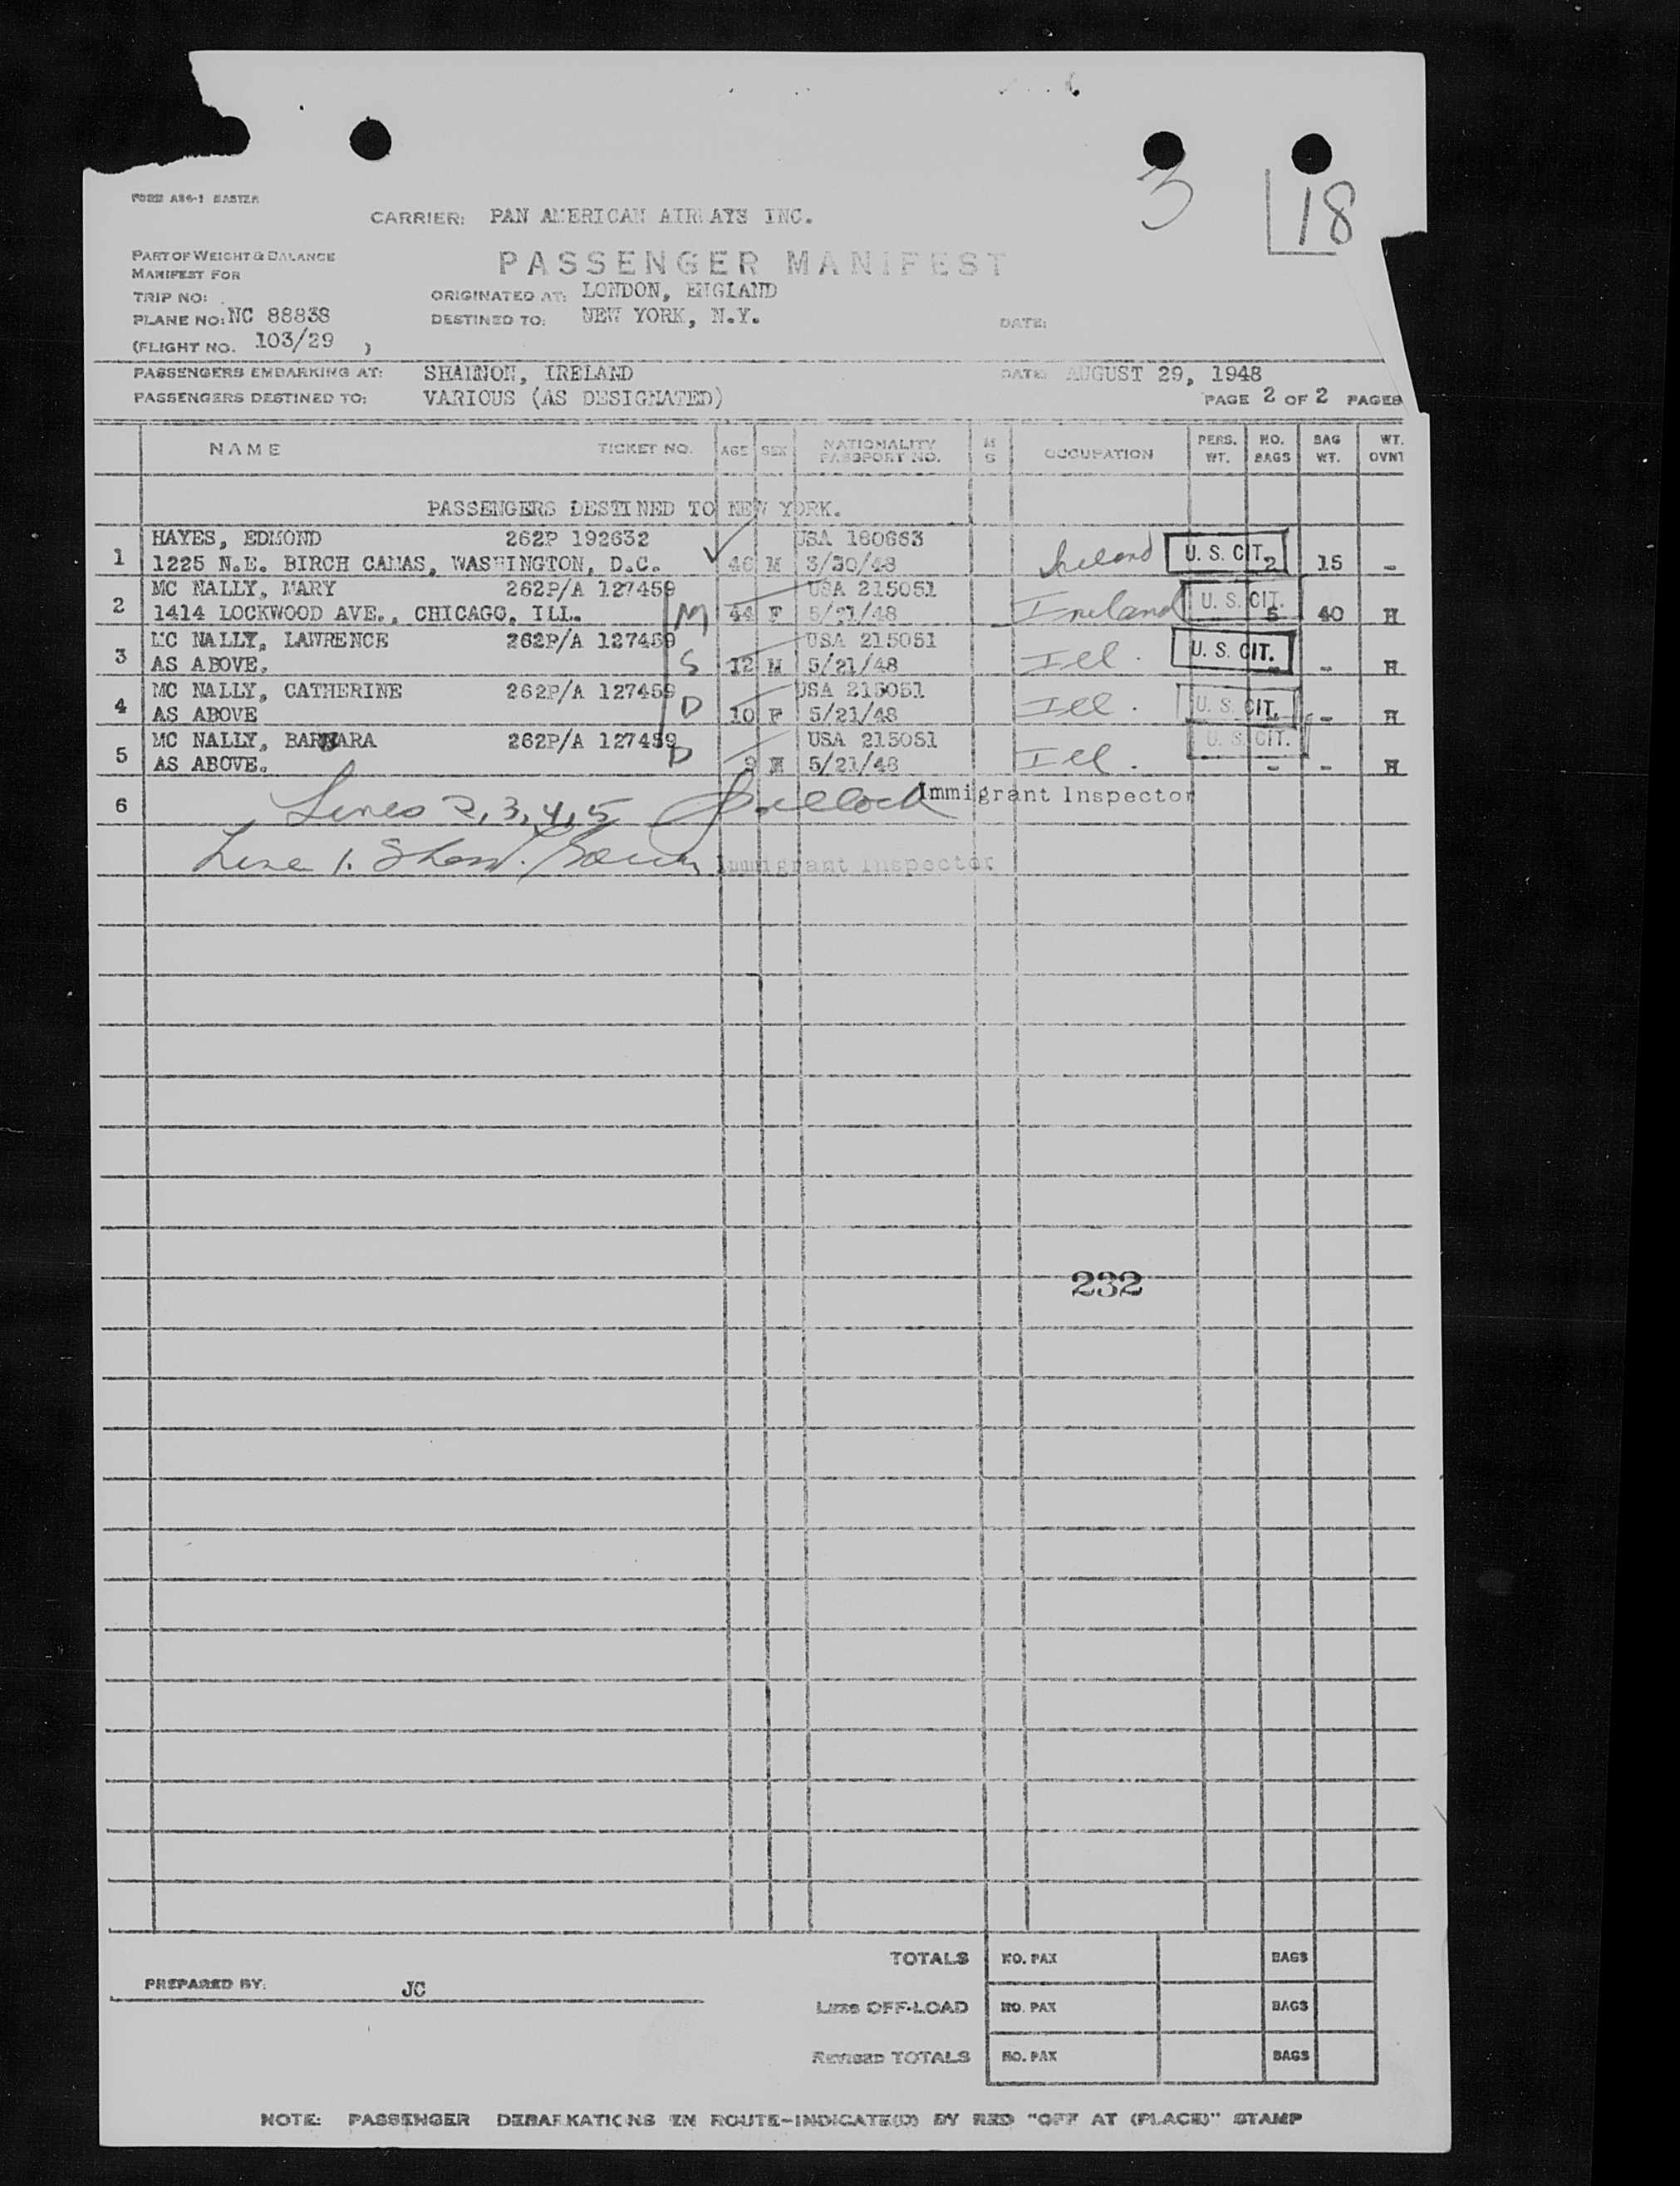 3
18
FORM A86-1 MASTER
CARRIER: PAN AMERICAN AIRWAYS INC.
PART OF WEIGHT & BALANCE
MANIFEST FOR
PASSENGER MANIFEST
TRIP NO:
ORIGINATED AT: LONDON, ENGLAND
PLANE NO: NC 88838
DESTINED TO: NEW YORK, N.Y.
DATE:
(FLIGHT NO. 103/29 )
PASSENGERS EMBARKING AT: SHANNON, IRELAND
DATE: AUGUST 29, 1948
PASSENGERS DESTINED TO: VARIOUS (AS DESIGNATED)
PAGE 2 OF 2 PAGES
NAME TICKET NO. AGE SEX NATIONALITY PASSPORT NO. M S OCCUPATION PERS. WT. NO. BAGS BAG WT. WT. OVNT
PASSENGERS DESTINED TO NEW YORK.
HAYES, EDMOND 262P 192632 USA 160663
1 1225 N.E. BIRCH CAMAS, WASHINGTON, D.C. 46 M 3/30/48 Ireland U. S. CIT. 2 15 -
MC NALLY, MARY 262P/A 127459 USA 215051
2 1414 LOCKWOOD AVE., CHICAGO, ILL. M 44 F 5/21/48 Ireland U. S. CIT. 5 40 H
MC NALLY, LAWRENCE 262P/A 127459 USA 215051
3 AS ABOVE. S 12 M 5/21/48 Ill. U. S. CIT. - - H
MC NALLY, CATHERINE 262P/A 127459 USA 215051
4 AS ABOVE D 10 F 5/21/48 Ill. U. S. CIT. - - H
MC NALLY, BARBARA 262P/A 127459 USA 215051
5 AS ABOVE. D 9 5/21/48 Ill. U. S. CIT. - - H
6 Lines 2, 3, 4, 5 Immigrant Inspector
Line 1. Immigrant Inspector
232
TOTALS NO. PAX BAGS
PREPARED BY: JC
Less OFF-LOAD NO. PAX BAGS
Revised TOTALS NO. PAX BAGS
NOTE: PASSENGER DEBARKATIONS EN ROUTE-INDICATE(D) BY RED "OFF AT (PLACE)" STAMP